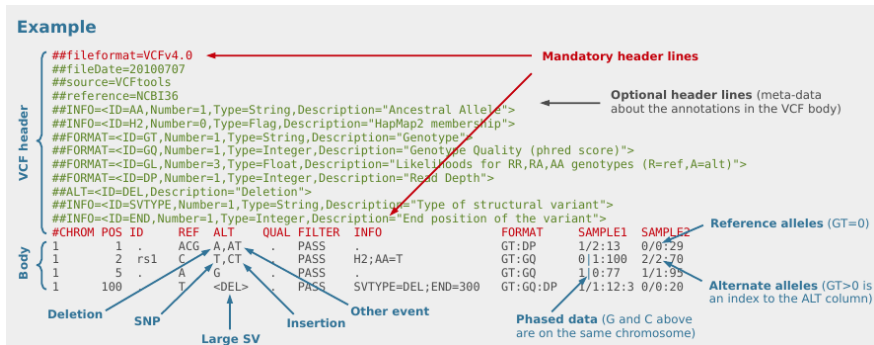 Example
##fileformat=VCFv4.0
Mandatory header lines
##fileDate=20100707
##source=VCFtools
##reference=NCBI36
##INFO=<ID=AA,Number=1,Type=String,Description="Ancestral Allele">
Optional header lines (meta-data
about the annotations in the VCF body)
##INFO=<ID=H2,Number=0,Type=Flag,Description="HapMap2 membership">
##FORMAT=<ID=GT,Number=1,Type=String,Description="Genotype">
##FORMAT=<ID=GQ,Number=1,Type=Integer,Description="Genotype Quality (phred score)">
##FORMAT=<ID=GL,Number=3,Type=Float,Description="Likelihoods for RR,RA,AA genotypes (R=ref,A=alt)">
##FORMAT=<ID=DP,Number=1,Type=Integer,Description="Read Depth">
##ALT=<ID=DEL,Description="Deletion">
##INFO=<ID=SVTYPE,Number=1,Type=String,Description="Type of structural variant">
##INFO=<ID=END,Number=1,Type=Integer,Description="End position of the variant">
VCF header
#CHROM POS ID REF ALT QUAL FILTER INFO FORMAT SAMPLE1 SAMPLE2
1 1 . ACG A,AT . PASS . GT:DP 1/2:13 0/0:29
1 2 rs1 C T,CT . PASS H2;AA=T GT:GQ 0|1:100 2/2:70
1 5 . A G . PASS . GT:GQ 1|0:77 1/1:95
1 100 . T <DEL> . PASS SVTYPE=DEL;END=300 GT:GQ:DP 1/1:12:3 0/0:20
Body
Reference alleles (GT=0)
Alternate alleles (GT>0 is
an index to the ALT column)
Deletion
SNP
Large SV
Insertion
Other event
Phased data (G and C above
are on the same chromosome)